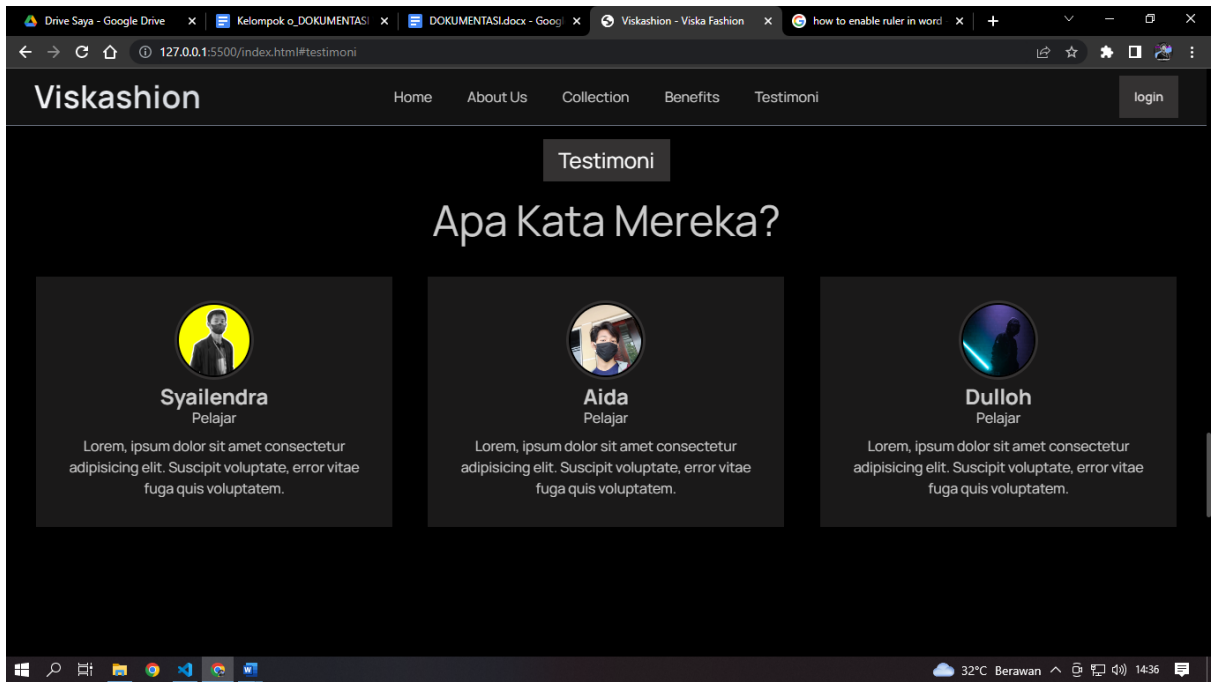 Drive Saya - Google Drive
Kelompok o_DOKUMENTASI
DOKUMENTASI.docx - Googl
Viskashion - Viska Fashion
how to enable ruler in word
127.0.0.1:5500/index.html#testimoni
Viskashion
Home
About Us
Collection
Benefits
Testimoni
login
Testimoni
Apa Kata Mereka?
Syailendra
Pelajar
Lorem, ipsum dolor sit amet consectetur
adipisicing elit. Suscipit voluptate, error vitae
fuga quis voluptatem.
Aida
Pelajar
Lorem, ipsum dolor sit amet consectetur
adipisicing elit. Suscipit voluptate, error vitae
fuga quis voluptatem.
Dulloh
Pelajar
Lorem, ipsum dolor sit amet consectetur
adipisicing elit. Suscipit voluptate, error vitae
fuga quis voluptatem.
32°C Berawan
14:36